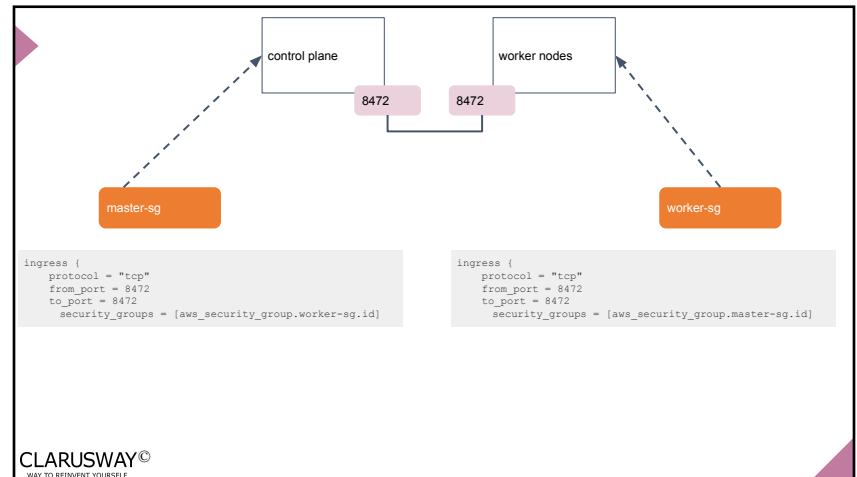 control plane
worker nodes
8472
8472
master-sg
worker-sg
ingress {
    protocol = "tcp"
    from_port = 8472
    to_port = 8472
      security_groups = [aws_security_group.worker-sg.id]
ingress {
    protocol = "tcp"
    from_port = 8472
    to_port = 8472
      security_groups = [aws_security_group.master-sg.id]
CLARUSWAY©
WAY TO REINVENT YOURSELF